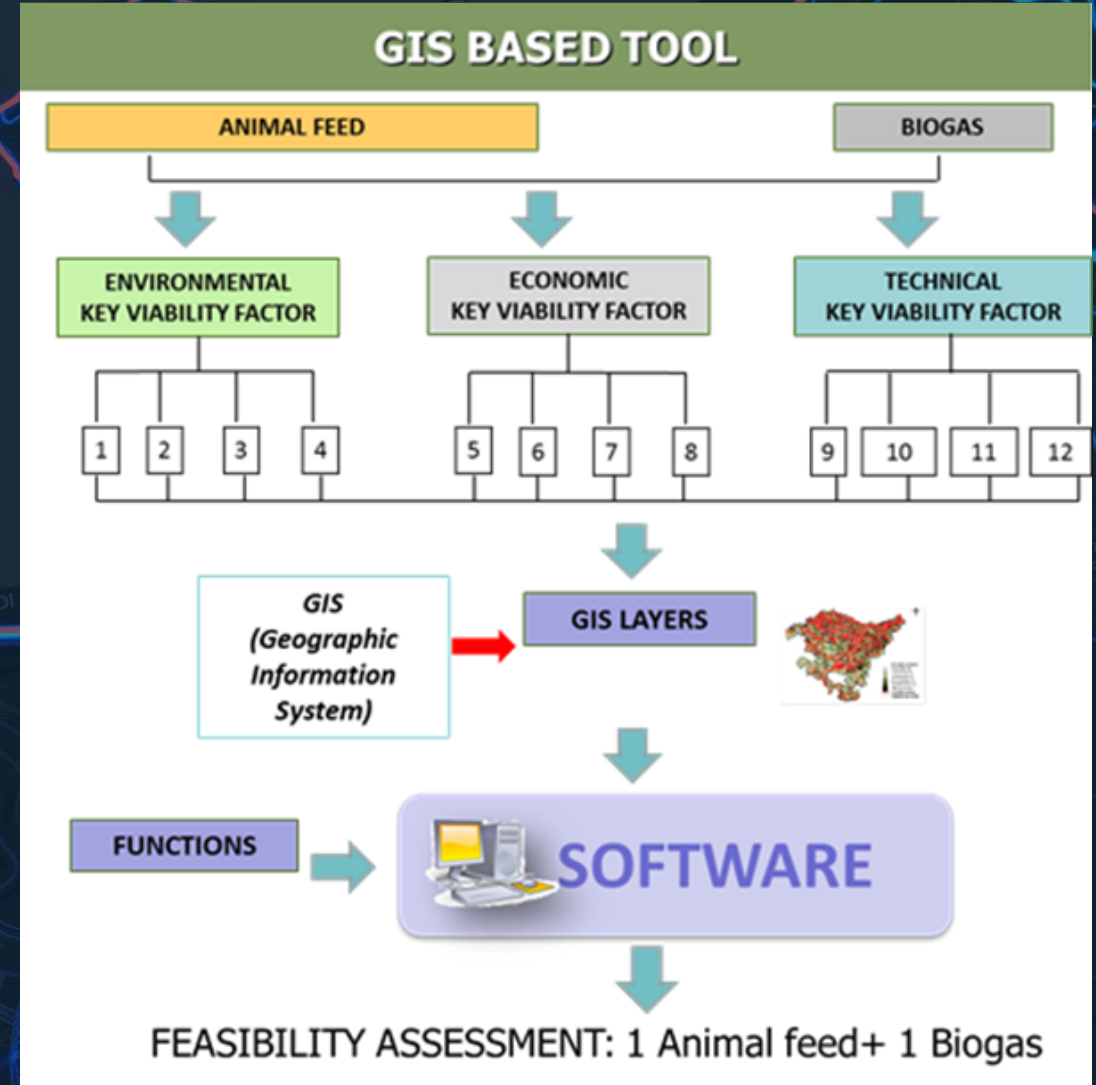 GIS BASED TOOL
ANIMAL FEED
BIOGAS
ENVIRONMENTAL
KEY VIABILITY FACTOR
ECONOMIC
KEY VIABILITY FACTOR
TECHNICAL
KEY VIABILITY FACTOR
1
2
3
4
5
6
7
8
9
10
11
12
GIS
(Geographic
Information
System)
GIS LAYERS
FUNCTIONS
SOFTWARE
FEASIBILITY ASSESSMENT: 1 Animal feed+ 1 Biogas